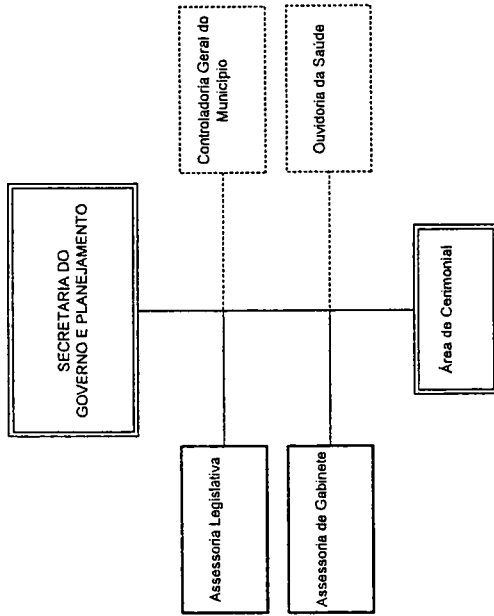 SECRETARIA DO
GOVERNO E PLANEJAMENTO
Controladoria Geral do
Município
Ouvidoria da Saúde
Assessoria Legislativa
Assessoria de Gabinete
Área de Cerimonial